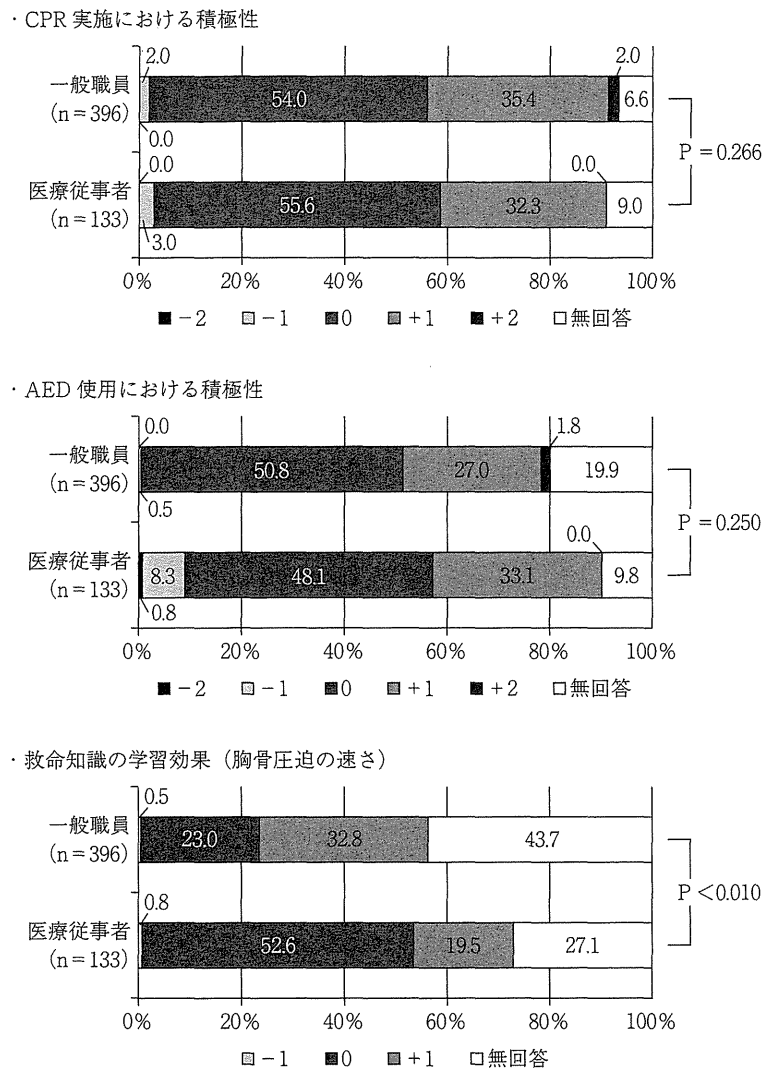 ・CPR 実施における積極性
2.0
2.0
一般職員
(n=396)
54.0
35.4
6.6
0.0
P=0.266
0.0
0.0
医療従事者
(n=133)
55.6
32.3
9.0
3.0
0% 20% 40% 60% 80% 100%
■−2 □−1 ■0 ■+1 ■+2 □無回答
・AED 使用における積極性
0.0
1.8
一般職員
(n=396)
50.8
27.0
19.9
0.5
P=0.250
0.0
医療従事者
(n=133)
8.3
48.1
33.1
9.8
0.8
0% 20% 40% 60% 80% 100%
■−2 □−1 ■0 ■+1 ■+2 □無回答
・救命知識の学習効果（胸骨圧迫の速さ）
0.5
一般職員
(n=396)
23.0
32.8
43.7
P<0.010
0.8
医療従事者
(n=133)
52.6
19.5
27.1
0% 20% 40% 60% 80% 100%
□−1 ■0 ■+1 □無回答